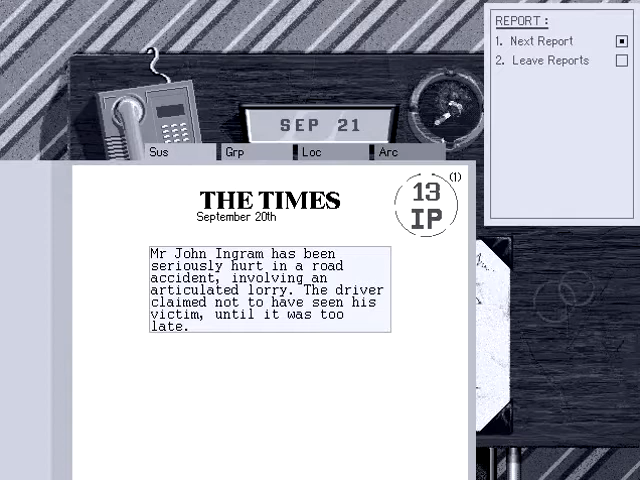 REPORT:
1. Next Report
2. Leave Reports
SEP 21
Sus
Grp
Loc
Arc
(1)
13
IP
THE TIMES
September 20th
Mr John Ingram has been
seriously hurt in a road
accident, involving an
articulated lorry. The driver
claimed not to have seen his
victim, until it was too
late.